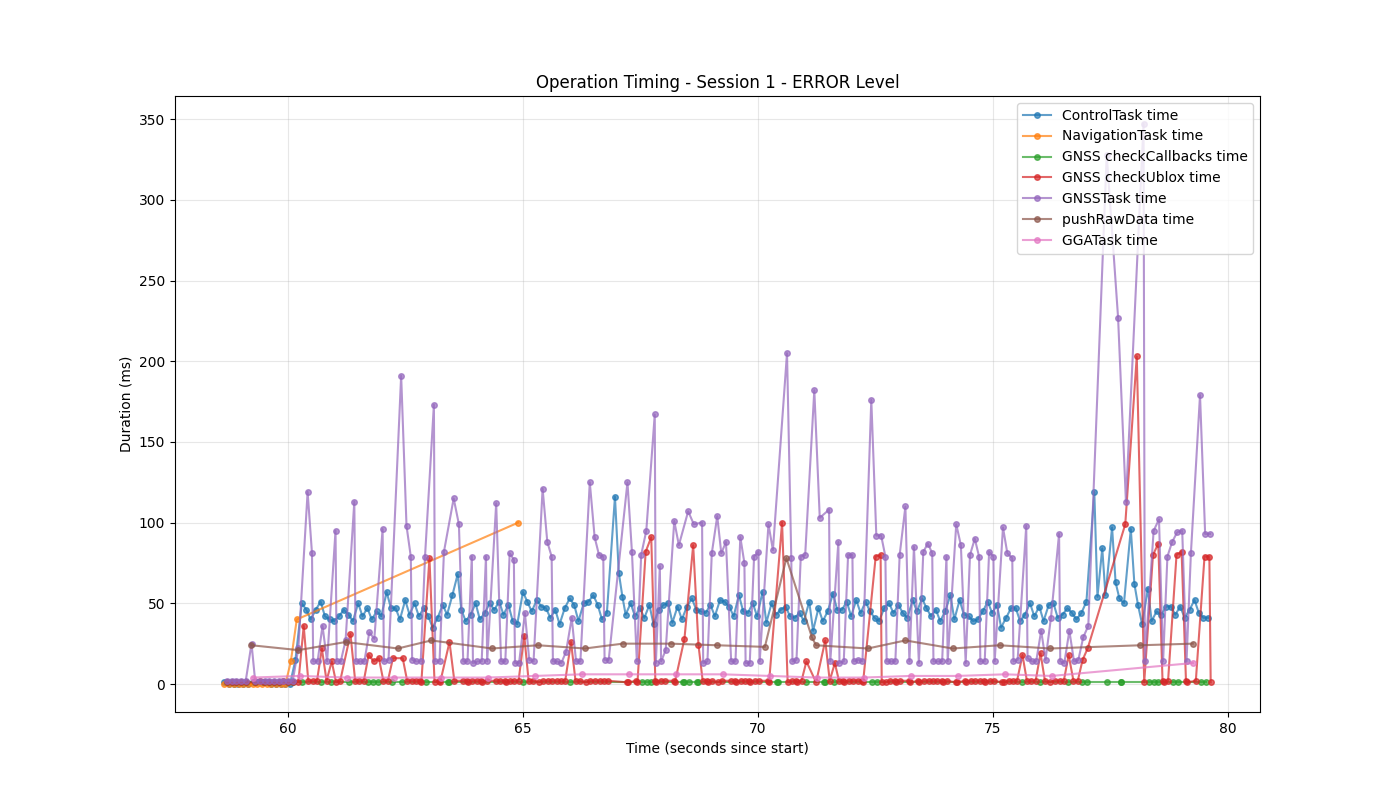 Operation Timing - Session 1 - ERROR Level
350
300
250
200
150
100
50
0
Duration (ms)
ControlTask time
NavigationTask time
GNSS checkCallbacks time
GNSS checkUblox time
GNSSTask time
pushRawData time
GGATask time
60
65
70
75
80
Time (seconds since start)